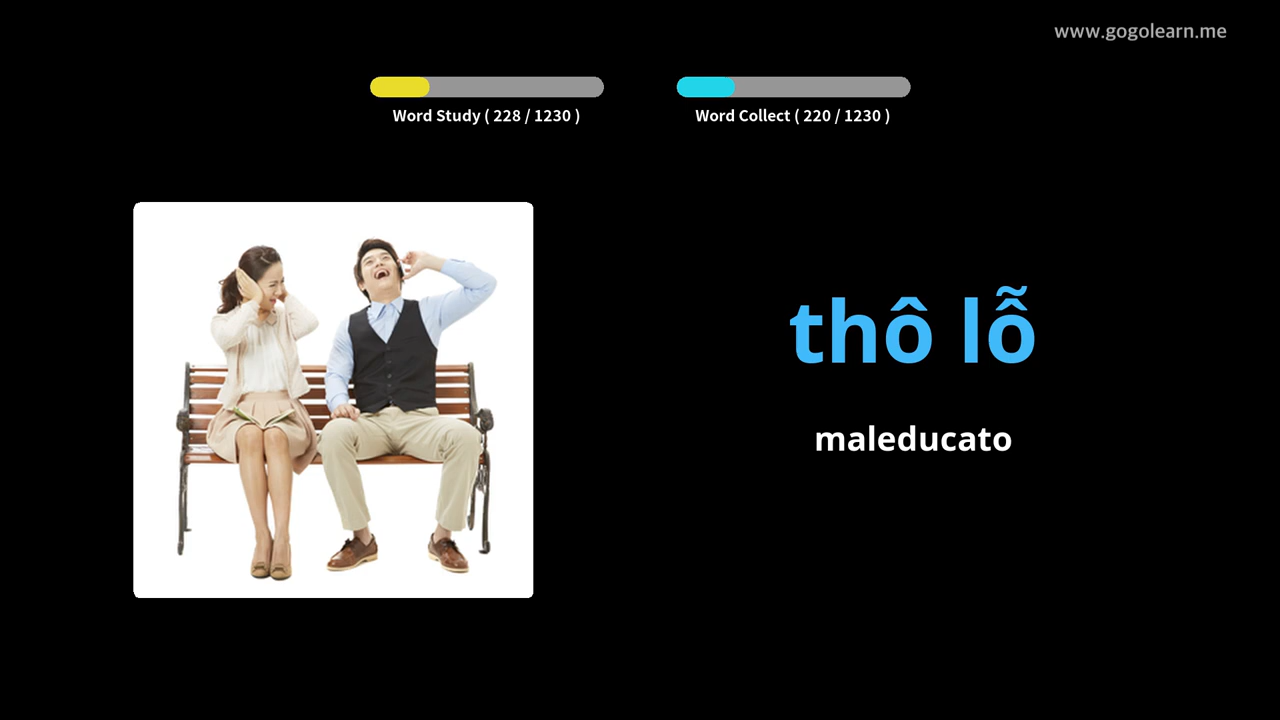 www.gogolearn.me
Word Study ( 228 / 1230 )
Word Collect ( 220 / 1230 )
thô lỗ
maleducato